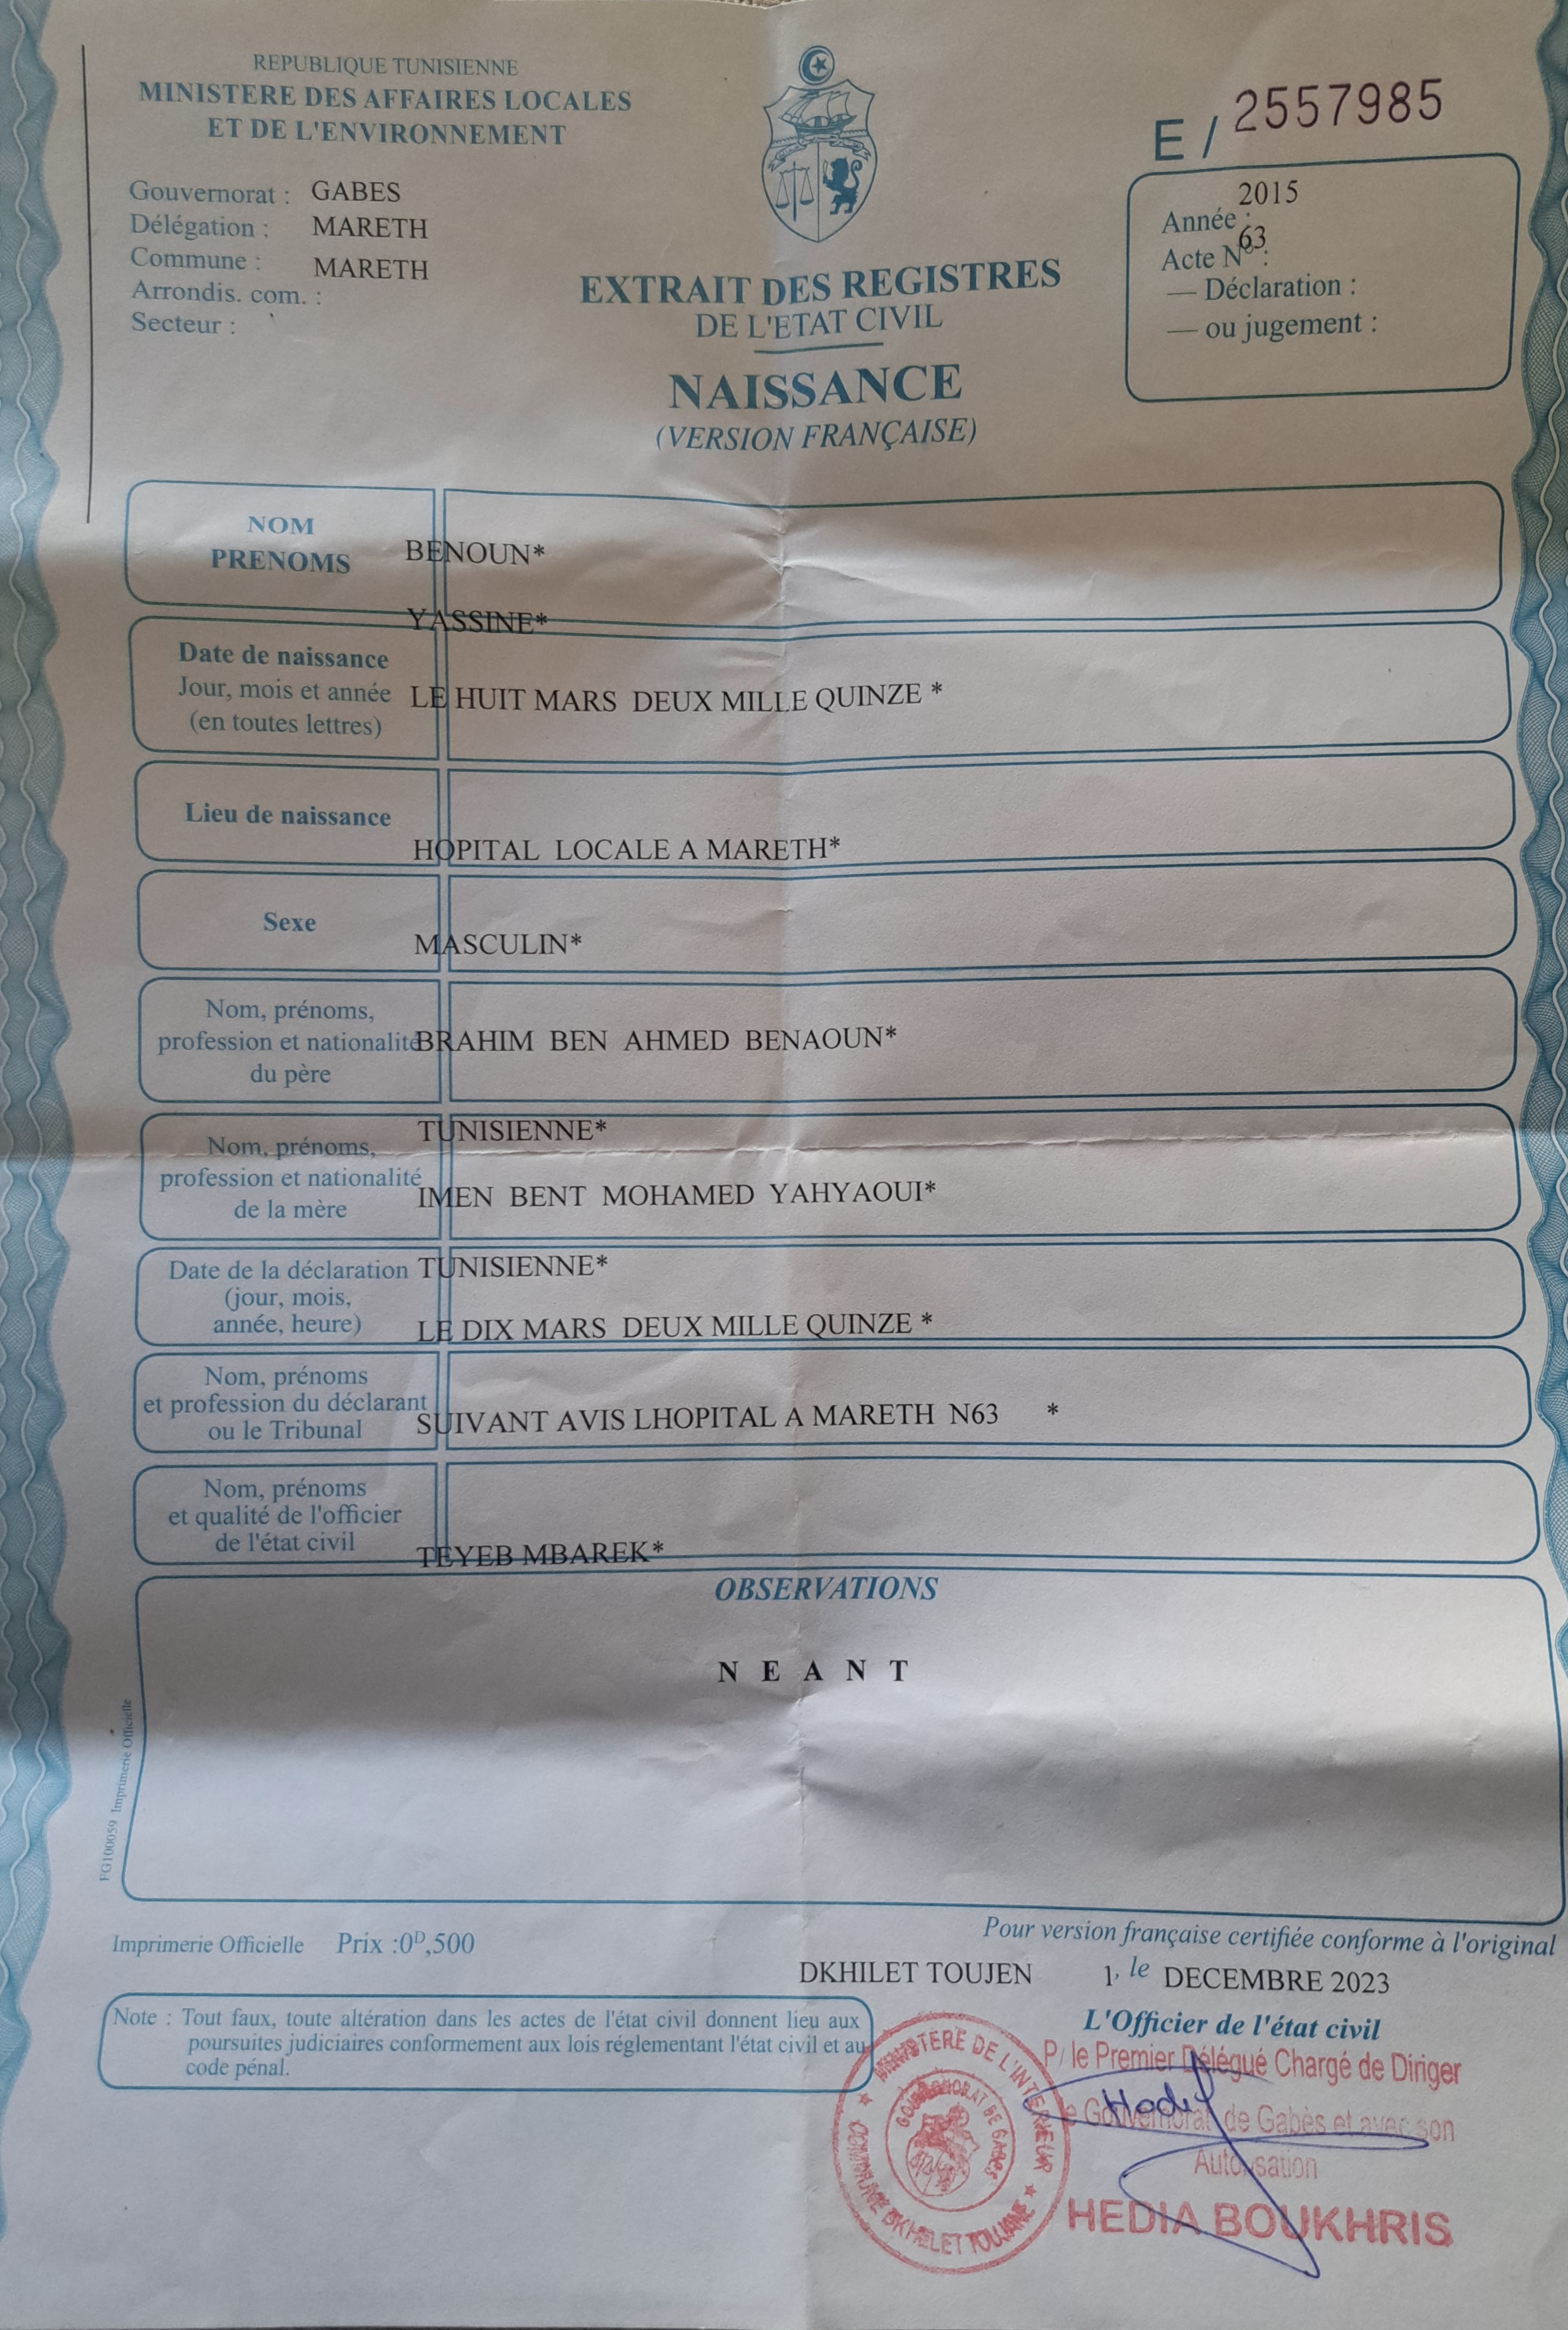 REPUBLIQUE TUNISIENNE
MINISTERE DES AFFAIRES LOCALES
ET DE L'ENVIRONNEMENT
Gouvernorat : GABES
Délégation : MARETH
Commune : MARETH
Arrondis. com. :
Secteur :
E / 2557985
2015
Année :
63
Acte N° :
— Déclaration :
— ou jugement :
EXTRAIT DES REGISTRES
DE L'ETAT CIVIL
NAISSANCE
(VERSION FRANÇAISE)
NOM
PRENOMS
BENOUN*
YASSINE*
Date de naissance
Jour, mois et année
(en toutes lettres)
LE HUIT MARS DEUX MILLE QUINZE *
Lieu de naissance
HOPITAL LOCALE A MARETH*
Sexe
MASCULIN*
Nom, prénoms,
profession et nationalité
du père
BRAHIM BEN AHMED BENAOUN*
TUNISIENNE*
Nom, prénoms,
profession et nationalité
de la mère
IMEN BENT MOHAMED YAHYAOUI*
TUNISIENNE*
Date de la déclaration
(jour, mois,
année, heure)
LE DIX MARS DEUX MILLE QUINZE *
Nom, prénoms
et profession du déclarant
ou le Tribunal
SUIVANT AVIS LHOPITAL A MARETH N63 *
Nom, prénoms
et qualité de l'officier
de l'état civil
TEYEB MBAREK*
OBSERVATIONS
N E A N T
FG100059 Imprimerie Officielle
Imprimerie Officielle Prix :0D,500
Pour version française certifiée conforme à l'original
DKHILET TOUJEN 1, le DECEMBRE 2023
Note : Tout faux, toute altération dans les actes de l'état civil donnent lieu aux
poursuites judiciaires conformement aux lois réglementant l'état civil et au
code pénal.
L'Officier de l'état civil
P/ le Premier Délégué Chargé de Diriger
le Gouvernorat de Gabès et avec son
Autorisation
HEDIA BOUKHRIS
MINISTERE DE L'INTERIEUR
GOUVERNORAT DE GABES
COMMUNE DKHELET TOUJANE